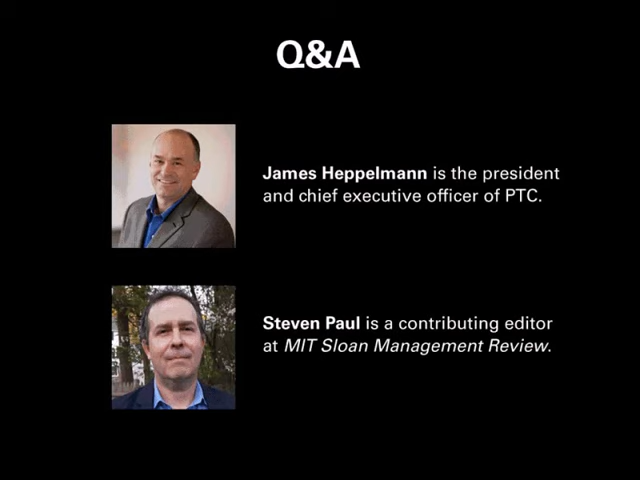 Q&A
James Heppelmann is the president
and chief executive officer of PTC.
Steven Paul is a contributing editor
at MIT Sloan Management Review.